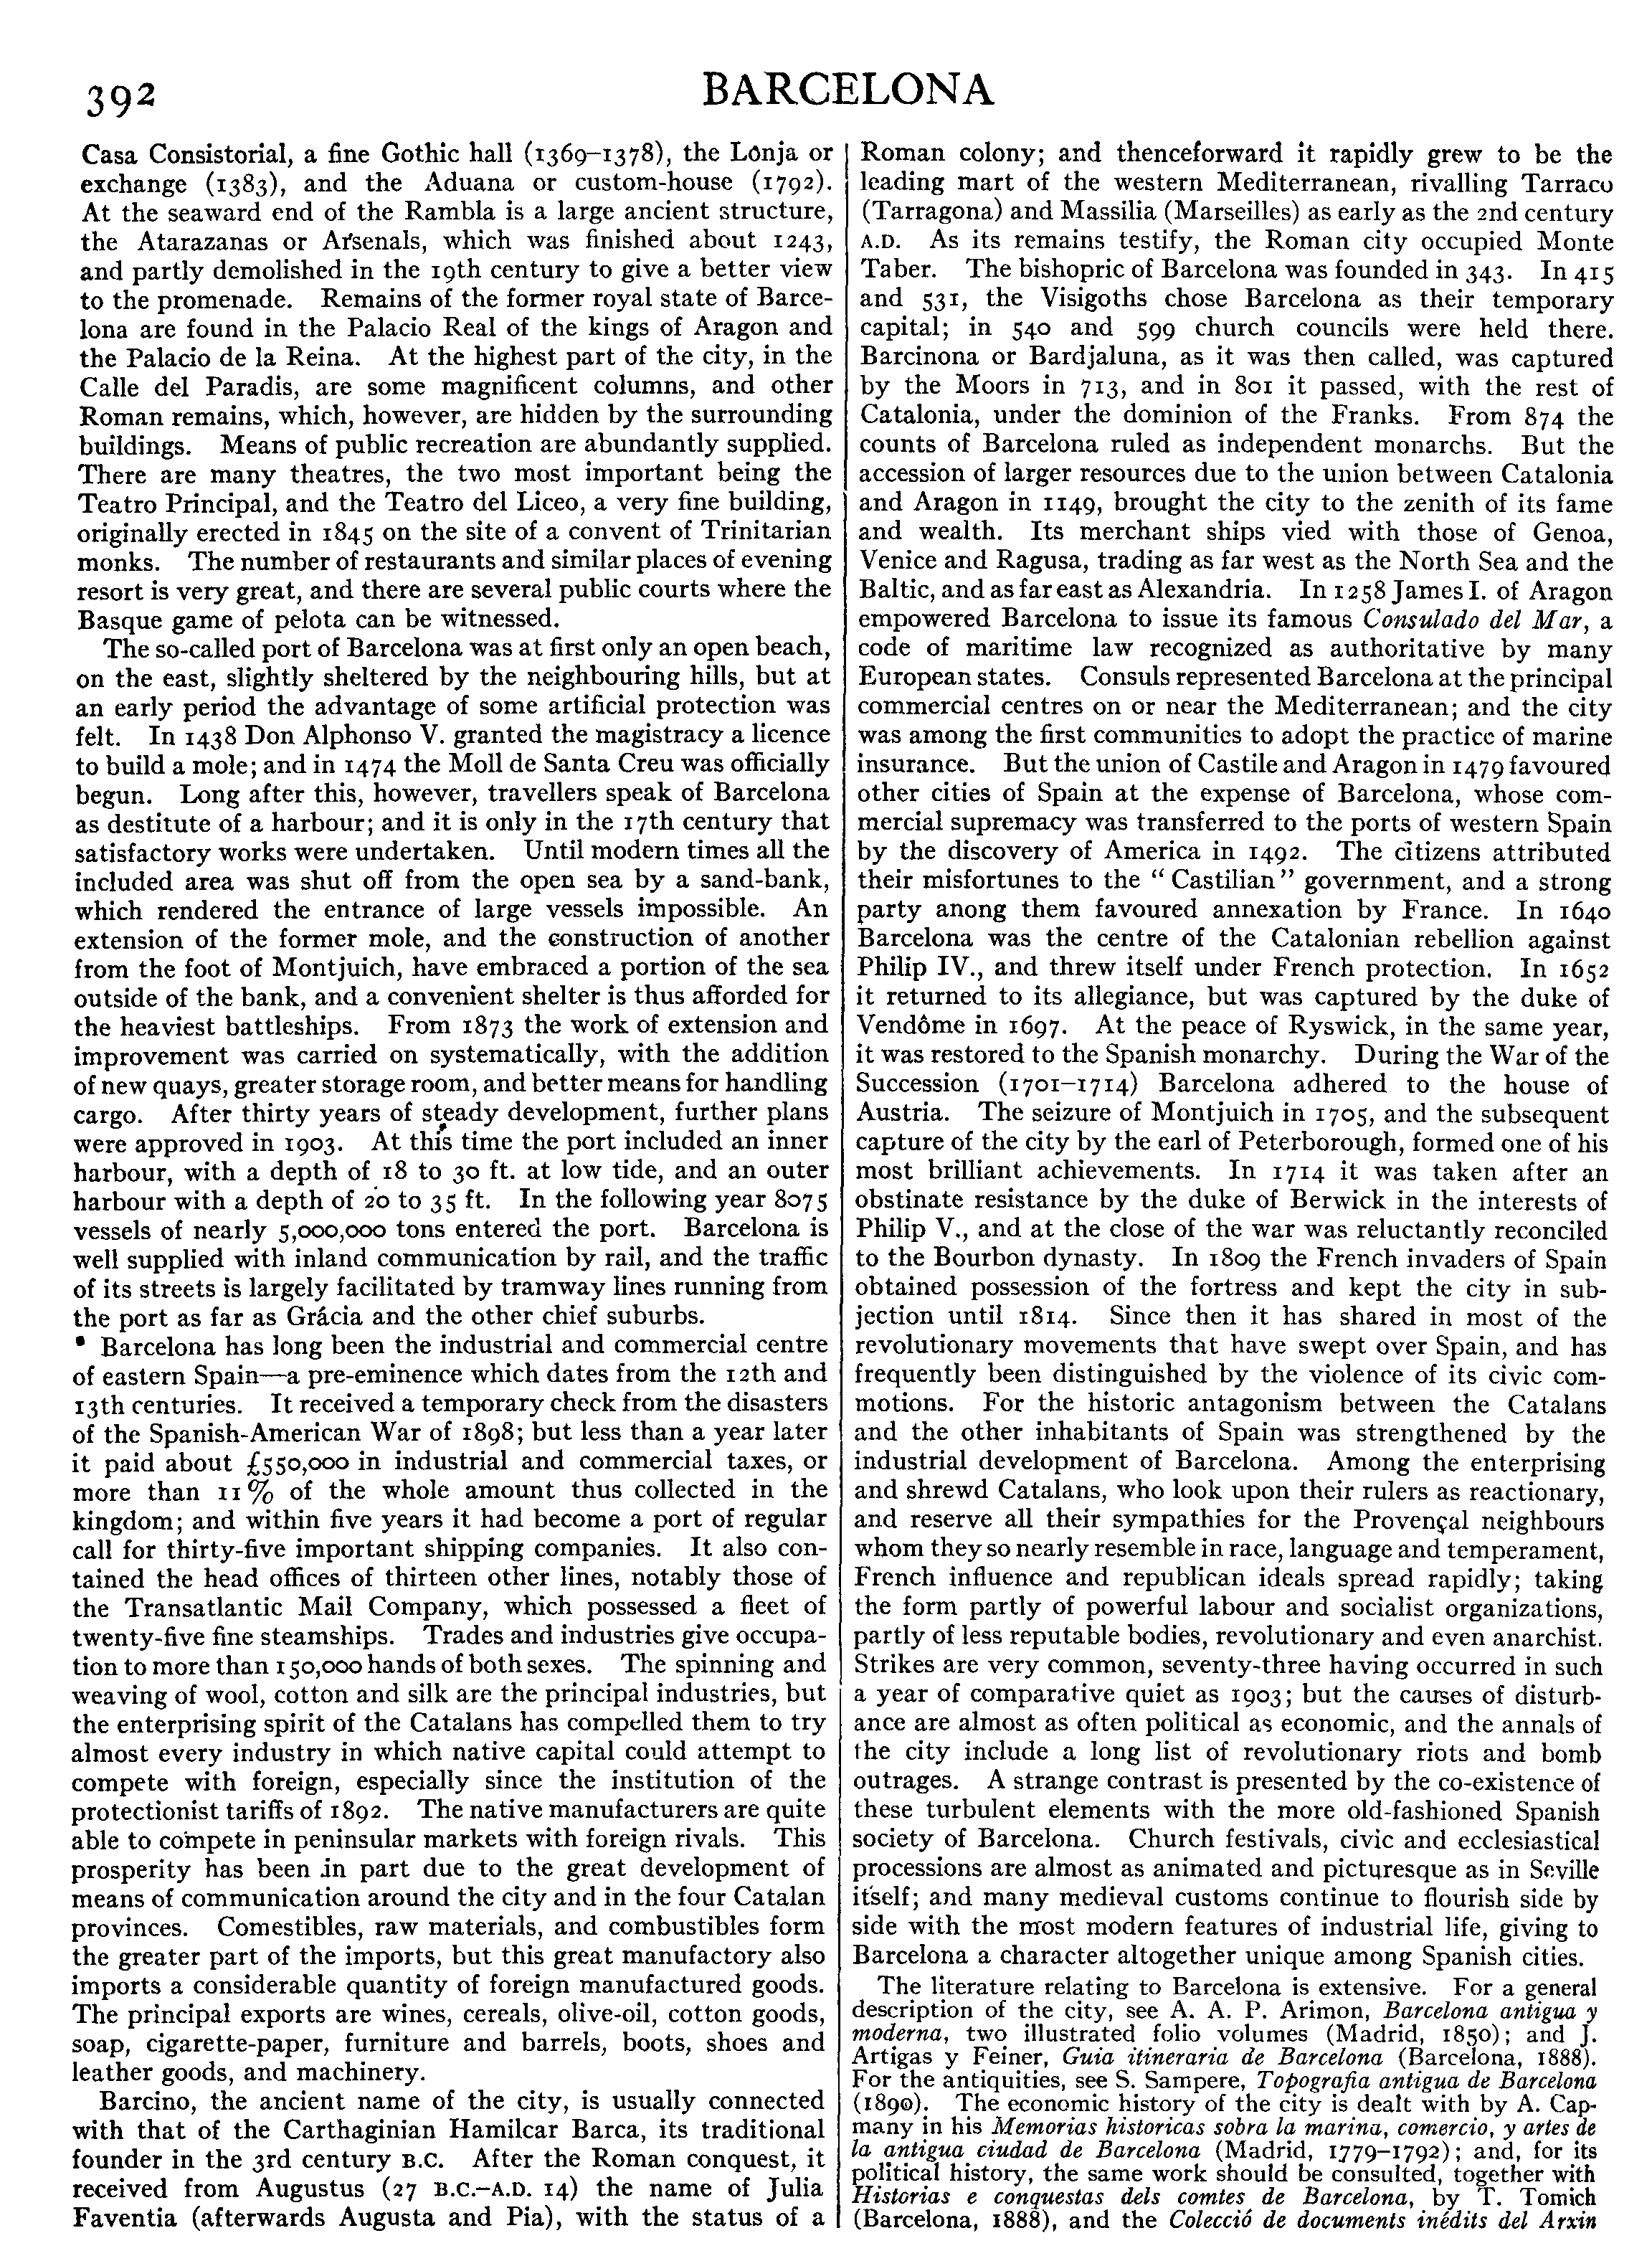 392
BARCELONA
Casa Consistorial, a fine Gothic hall (1369–1378), the Lonja or
exchange (1383), and the Aduana or custom-house (1792).
At the seaward end of the Rambla is a large ancient structure,
the Atarazanas or Arsenals, which was finished about 1243,
and partly demolished in the 19th century to give a better view
to the promenade. Remains of the former royal state of Barce-
lona are found in the Palacio Real of the kings of Aragon and
the Palacio de la Reina. At the highest part of the city, in the
Calle del Paradis, are some magnificent columns, and other
Roman remains, which, however, are hidden by the surrounding
buildings. Means of public recreation are abundantly supplied.
There are many theatres, the two most important being the
Teatro Principal, and the Teatro del Liceo, a very fine building,
originally erected in 1845 on the site of a convent of Trinitarian
monks. The number of restaurants and similar places of evening
resort is very great, and there are several public courts where the
Basque game of pelota can be witnessed.
The so-called port of Barcelona was at first only an open beach,
on the east, slightly sheltered by the neighbouring hills, but at
an early period the advantage of some artificial protection was
felt. In 1438 Don Alphonso V. granted the magistracy a licence
to build a mole; and in 1474 the Moll de Santa Creu was officially
begun. Long after this, however, travellers speak of Barcelona
as destitute of a harbour; and it is only in the 17th century that
satisfactory works were undertaken. Until modern times all the
included area was shut off from the open sea by a sand-bank,
which rendered the entrance of large vessels impossible. An
extension of the former mole, and the construction of another
from the foot of Montjuich, have embraced a portion of the sea
outside of the bank, and a convenient shelter is thus afforded for
the heaviest battleships. From 1873 the work of extension and
improvement was carried on systematically, with the addition
of new quays, greater storage room, and better means for handling
cargo. After thirty years of steady development, further plans
were approved in 1903. At this time the port included an inner
harbour, with a depth of 18 to 30 ft. at low tide, and an outer
harbour with a depth of 20 to 35 ft. In the following year 8075
vessels of nearly 5,000,000 tons entered the port. Barcelona is
well supplied with inland communication by rail, and the traffic
of its streets is largely facilitated by tramway lines running from
the port as far as Grácia and the other chief suburbs.
Barcelona has long been the industrial and commercial centre
of eastern Spain—a pre-eminence which dates from the 12th and
13th centuries. It received a temporary check from the disasters
of the Spanish-American War of 1898; but less than a year later
it paid about £550,000 in industrial and commercial taxes, or
more than 11% of the whole amount thus collected in the
kingdom; and within five years it had become a port of regular
call for thirty-five important shipping companies. It also con-
tained the head offices of thirteen other lines, notably those of
the Transatlantic Mail Company, which possessed a fleet of
twenty-five fine steamships. Trades and industries give occupa-
tion to more than 150,000 hands of both sexes. The spinning and
weaving of wool, cotton and silk are the principal industries, but
the enterprising spirit of the Catalans has compelled them to try
almost every industry in which native capital could attempt to
compete with foreign, especially since the institution of the
protectionist tariffs of 1892. The native manufacturers are quite
able to compete in peninsular markets with foreign rivals. This
prosperity has been in part due to the great development of
means of communication around the city and in the four Catalan
provinces. Comestibles, raw materials, and combustibles form
the greater part of the imports, but this great manufactory also
imports a considerable quantity of foreign manufactured goods.
The principal exports are wines, cereals, olive-oil, cotton goods,
soap, cigarette-paper, furniture and barrels, boots, shoes and
leather goods, and machinery.
Barcino, the ancient name of the city, is usually connected
with that of the Carthaginian Hamilcar Barca, its traditional
founder in the 3rd century B.C. After the Roman conquest, it
received from Augustus (27 B.C.–A.D. 14) the name of Julia
Faventia (afterwards Augusta and Pia), with the status of a
Roman colony; and thenceforward it rapidly grew to be the
leading mart of the western Mediterranean, rivalling Tarraco
(Tarragona) and Massilia (Marseilles) as early as the 2nd century
A.D. As its remains testify, the Roman city occupied Monte
Taber. The bishopric of Barcelona was founded in 343. In 415
and 531, the Visigoths chose Barcelona as their temporary
capital; in 540 and 599 church councils were held there.
Barcinona or Bardjaluna, as it was then called, was captured
by the Moors in 713, and in 801 it passed, with the rest of
Catalonia, under the dominion of the Franks. From 874 the
counts of Barcelona ruled as independent monarchs. But the
accession of larger resources due to the union between Catalonia
and Aragon in 1149, brought the city to the zenith of its fame
and wealth. Its merchant ships vied with those of Genoa,
Venice and Ragusa, trading as far west as the North Sea and the
Baltic, and as far east as Alexandria. In 1258 James I. of Aragon
empowered Barcelona to issue its famous Consulado del Mar, a
code of maritime law recognized as authoritative by many
European states. Consuls represented Barcelona at the principal
commercial centres on or near the Mediterranean; and the city
was among the first communities to adopt the practice of marine
insurance. But the union of Castile and Aragon in 1479 favoured
other cities of Spain at the expense of Barcelona, whose com-
mercial supremacy was transferred to the ports of western Spain
by the discovery of America in 1492. The citizens attributed
their misfortunes to the "Castilian" government, and a strong
party anong them favoured annexation by France. In 1640
Barcelona was the centre of the Catalonian rebellion against
Philip IV., and threw itself under French protection. In 1652
it returned to its allegiance, but was captured by the duke of
Vendôme in 1697. At the peace of Ryswick, in the same year,
it was restored to the Spanish monarchy. During the War of the
Succession (1701–1714) Barcelona adhered to the house of
Austria. The seizure of Montjuich in 1705, and the subsequent
capture of the city by the earl of Peterborough, formed one of his
most brilliant achievements. In 1714 it was taken after an
obstinate resistance by the duke of Berwick in the interests of
Philip V., and at the close of the war was reluctantly reconciled
to the Bourbon dynasty. In 1809 the French invaders of Spain
obtained possession of the fortress and kept the city in sub-
jection until 1814. Since then it has shared in most of the
revolutionary movements that have swept over Spain, and has
frequently been distinguished by the violence of its civic com-
motions. For the historic antagonism between the Catalans
and the other inhabitants of Spain was strengthened by the
industrial development of Barcelona. Among the enterprising
and shrewd Catalans, who look upon their rulers as reactionary,
and reserve all their sympathies for the Provençal neighbours
whom they so nearly resemble in race, language and temperament,
French influence and republican ideals spread rapidly; taking
the form partly of powerful labour and socialist organizations,
partly of less reputable bodies, revolutionary and even anarchist.
Strikes are very common, seventy-three having occurred in such
a year of comparative quiet as 1903; but the causes of disturb-
ance are almost as often political as economic, and the annals of
the city include a long list of revolutionary riots and bomb
outrages. A strange contrast is presented by the co-existence of
these turbulent elements with the more old-fashioned Spanish
society of Barcelona. Church festivals, civic and ecclesiastical
processions are almost as animated and picturesque as in Seville
itself; and many medieval customs continue to flourish side by
side with the most modern features of industrial life, giving to
Barcelona a character altogether unique among Spanish cities.
The literature relating to Barcelona is extensive. For a general
description of the city, see A. A. P. Arimon, Barcelona antigua y
moderna, two illustrated folio volumes (Madrid, 1850); and J.
Artigas y Feiner, Guia itineraria de Barcelona (Barcelona, 1888).
For the antiquities, see S. Sampere, Topografia antigua de Barcelona
(1890). The economic history of the city is dealt with by A. Cap-
many in his Memorias historicas sobra la marina, comercio, y artes de
la antigua ciudad de Barcelona (Madrid, 1779–1792); and, for its
political history, the same work should be consulted, together with
Historias e conquestas dels comtes de Barcelona, by T. Tomich
(Barcelona, 1888), and the Colecció de documents inédits del Arxin